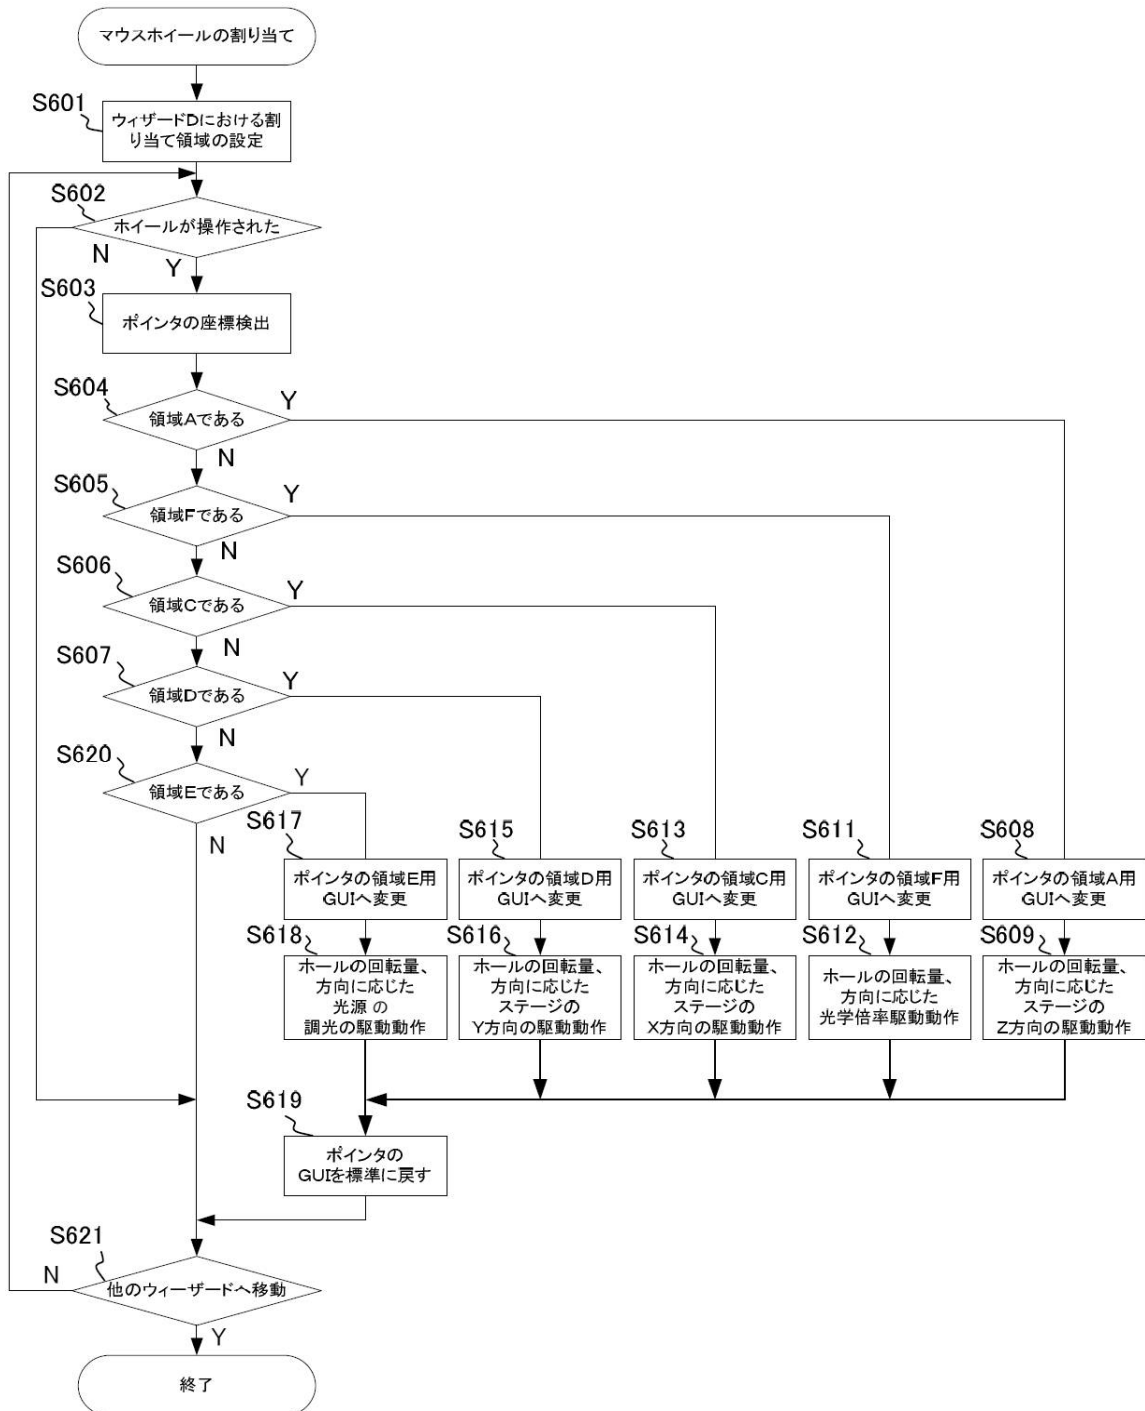 マウスホイールの割り当て
S601
ウィザードDにおける割
り当て領域の設定
S602
ホイールが操作された
N
Y
S603
ポインタの座標検出
S604
領域Aである
Y
N
S605
領域Fである
Y
N
S606
領域Cである
Y
N
S607
領域Dである
Y
N
S620
領域Eである
Y
N
S617
ポインタの領域E用
GUIへ変更
S615
ポインタの領域D用
GUIへ変更
S613
ポインタの領域C用
GUIへ変更
S611
ポインタの領域F用
GUIへ変更
S608
ポインタの領域A用
GUIへ変更
S618
ホールの回転量、
方向に応じた
光源 の
調光の駆動動作
S616
ホールの回転量、
方向に応じた
ステージの
Y方向の駆動動作
S614
ホールの回転量、
方向に応じた
ステージの
X方向の駆動動作
S612
ホールの回転量、
方向に応じた
光学倍率駆動動作
S609
ホールの回転量、
方向に応じた
ステージの
Z方向の駆動動作
S619
ポインタの
GUIを標準に戻す
S621
他のウィーザードへ移動
N
Y
終了